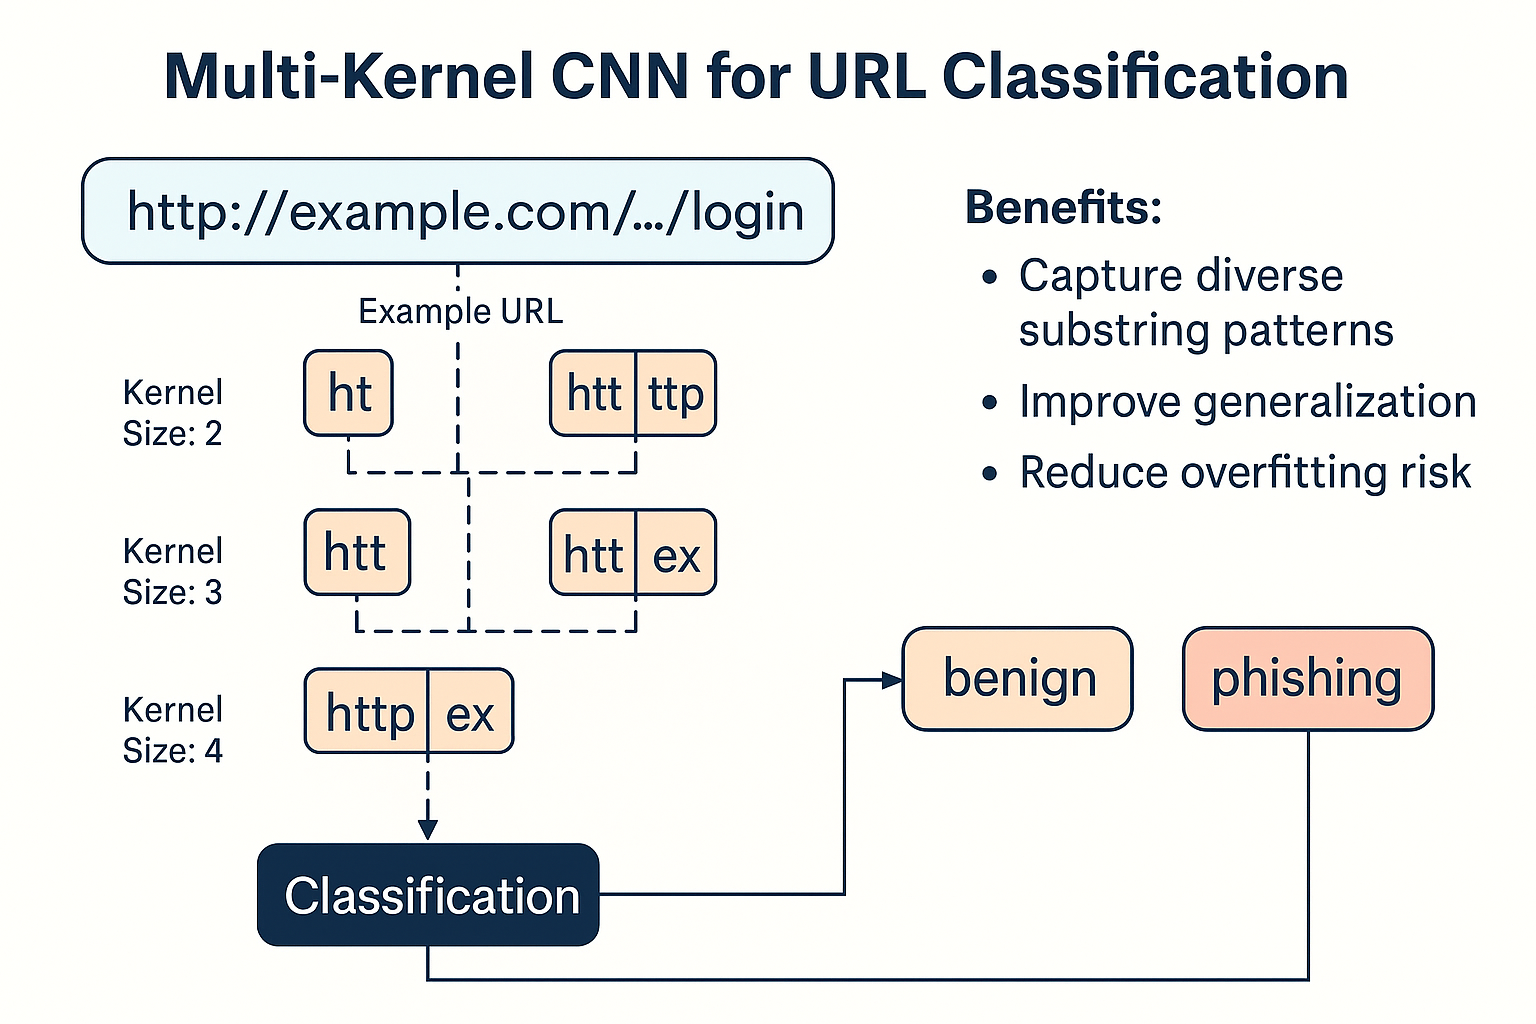 Multi-Kernel CNN for URL Classification
http://example.com/.../login
Example URL
Kernel
Size: 2
ht
htt ttp
Kernel
Size: 3
htt
htt ex
Kernel
Size: 4
http ex
Classification
Benefits:
• Capture diverse
substring patterns
• Improve generalization
• Reduce overfitting risk
benign
phishing